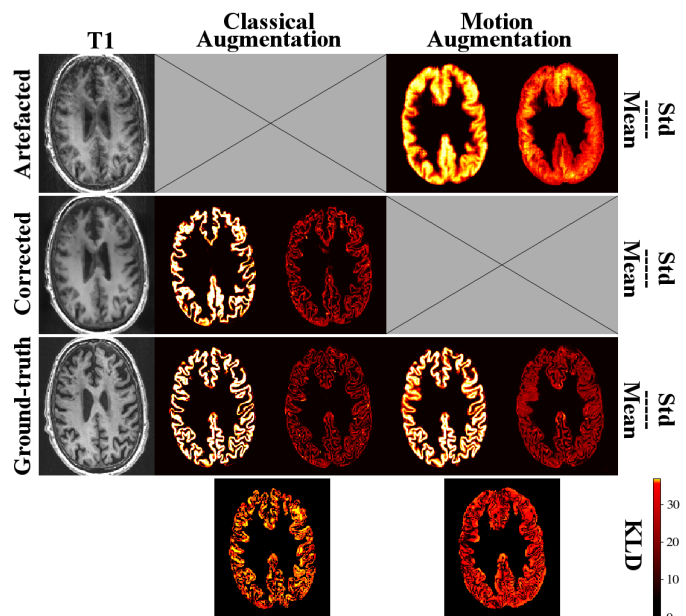 T1
Classical
Augmentation
Motion
Augmentation
Artefacted
Std
Mean
Corrected
Std
Mean
Ground-truth
Std
Mean
KLD
30
20
10
0